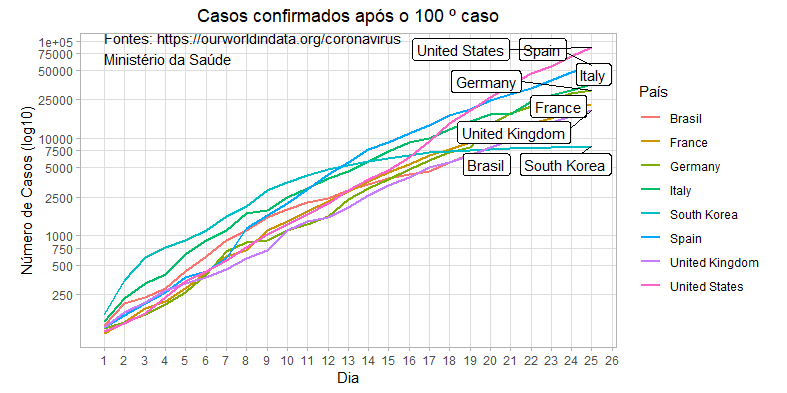 Casos confirmados após o 100 º caso
Fontes: https://ourworldindata.org/coronavirus
Ministério da Saúde
Número de Casos (log10)
1e+05
75000
50000
25000
10000
7500
5000
2500
1000
750
500
250
United States
Spain
Germany
Italy
France
United Kingdom
Brasil
South Korea
1 2 3 4 5 6 7 8 9 10 11 12 13 14 15 16 17 18 19 20 21 22 23 24 25 26
Dia
País
Brasil
France
Germany
Italy
South Korea
Spain
United Kingdom
United States